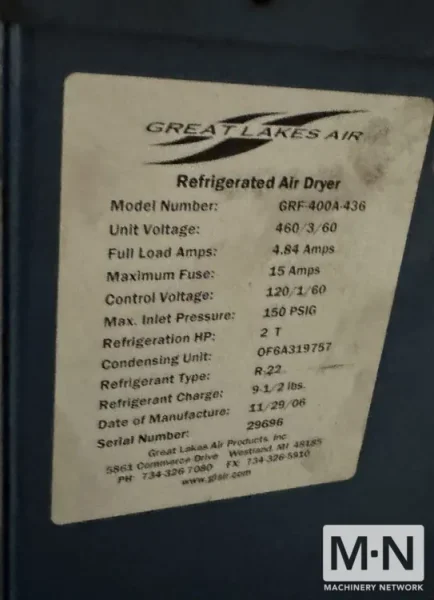 GREAT LAKES AIR
Refrigerated Air Dryer
Model Number: GRF-400A-436
Unit Voltage: 460/3/60
Full Load Amps: 4.84 Amps
Maximum Fuse: 15 Amps
Control Voltage: 120/1/60
Max. Inlet Pressure: 150 PSIG
Refrigeration HP: 2 T
Condensing Unit: OF6A319757
Refrigerant Type: R-22
Refrigerant Charge: 9-1/2 lbs.
Date of Manufacture: 11/29/06
Serial Number: 29696
Great Lakes Air Products, Inc
5861 Commerce Drive Westland, MI 48185
PH: 734-326-7080 FX: 734-326-5910
www.glair.com
M·N
MACHINERY NETWORK